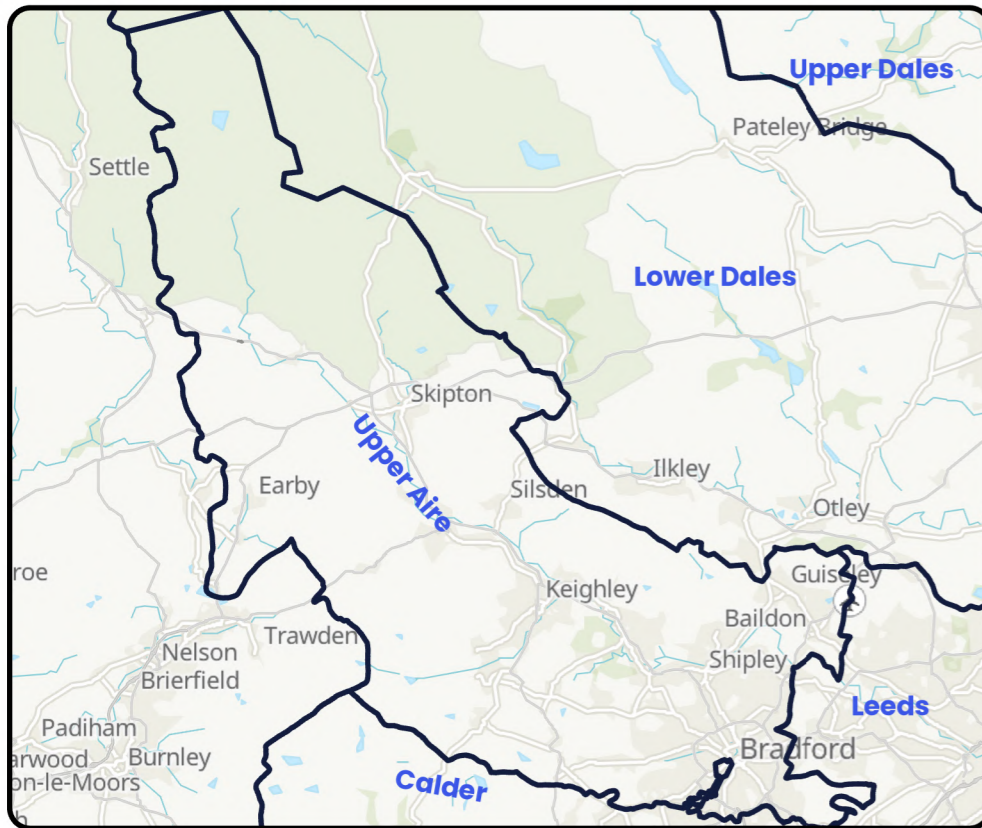 Upper Dales
Pateley Bridge
Settle
Lower Dales
Skipton
Upper Aire
Ilkley
Earby
Silsden
Otley
roe
Guiseley
Keighley
Baildon
Trawden
Nelson
Shipley
Brierfield
Leeds
Padiham
Bradford
arwood
Burnley
on-le-Moors
Calder
h